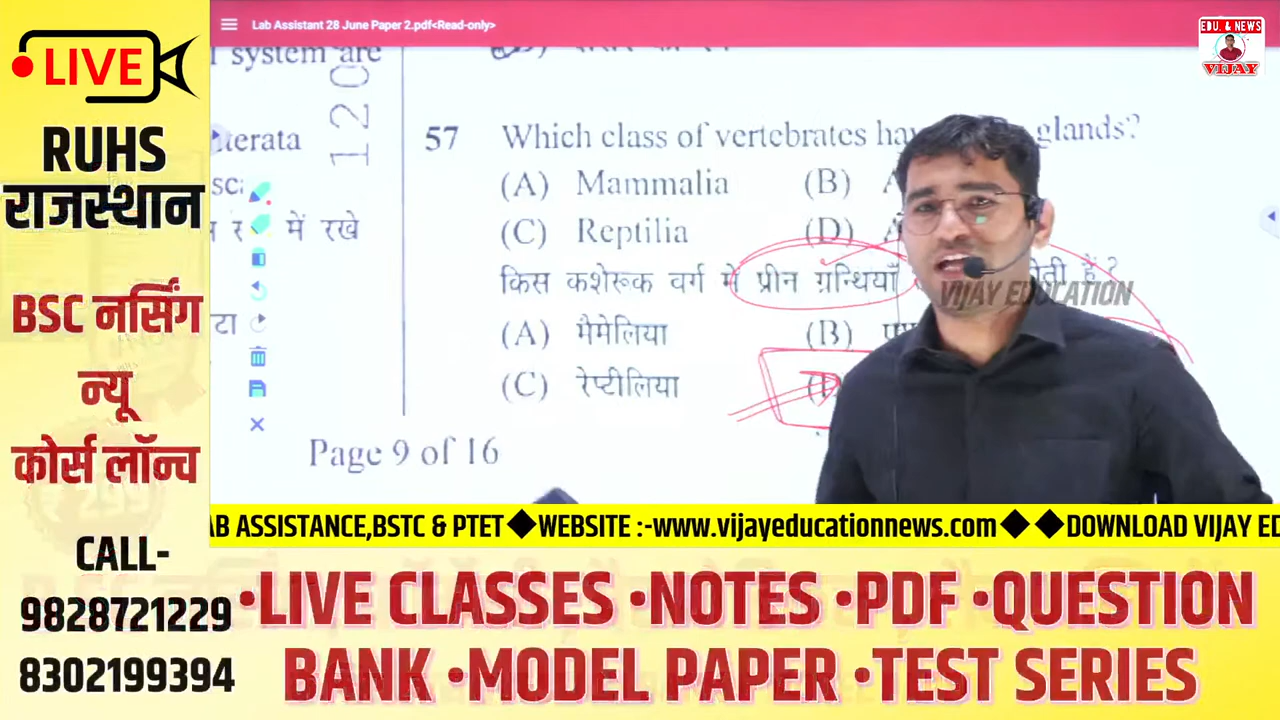 LIVE
RUHS
राजस्थान
BSC नर्सिंग
न्यू
कोर्स लॉन्च
CALL-
9828721229
8302199394
Lab Assistant 28 June Paper 2.pdf<Read-only>
EDU. & NEWS
VIJAY
system are
120
57 Which class of vertebrates glands?
(A) Mammalia (B)
(C) Reptilia (D)
में रखे
किस कशेरूक वर्ग मे प्रीन ग्रन्थियाँ हैं ?
VIJAY EDUCATION
(A) मैमेलिया (B)
(C) रेप्टीलिया
Page 9 of 16
AB ASSISTANCE,BSTC & PTET◆WEBSITE :-www.vijayeducationnews.com◆ ◆DOWNLOAD VIJAY ED
•LIVE CLASSES •NOTES •PDF •QUESTION
BANK •MODEL PAPER •TEST SERIES